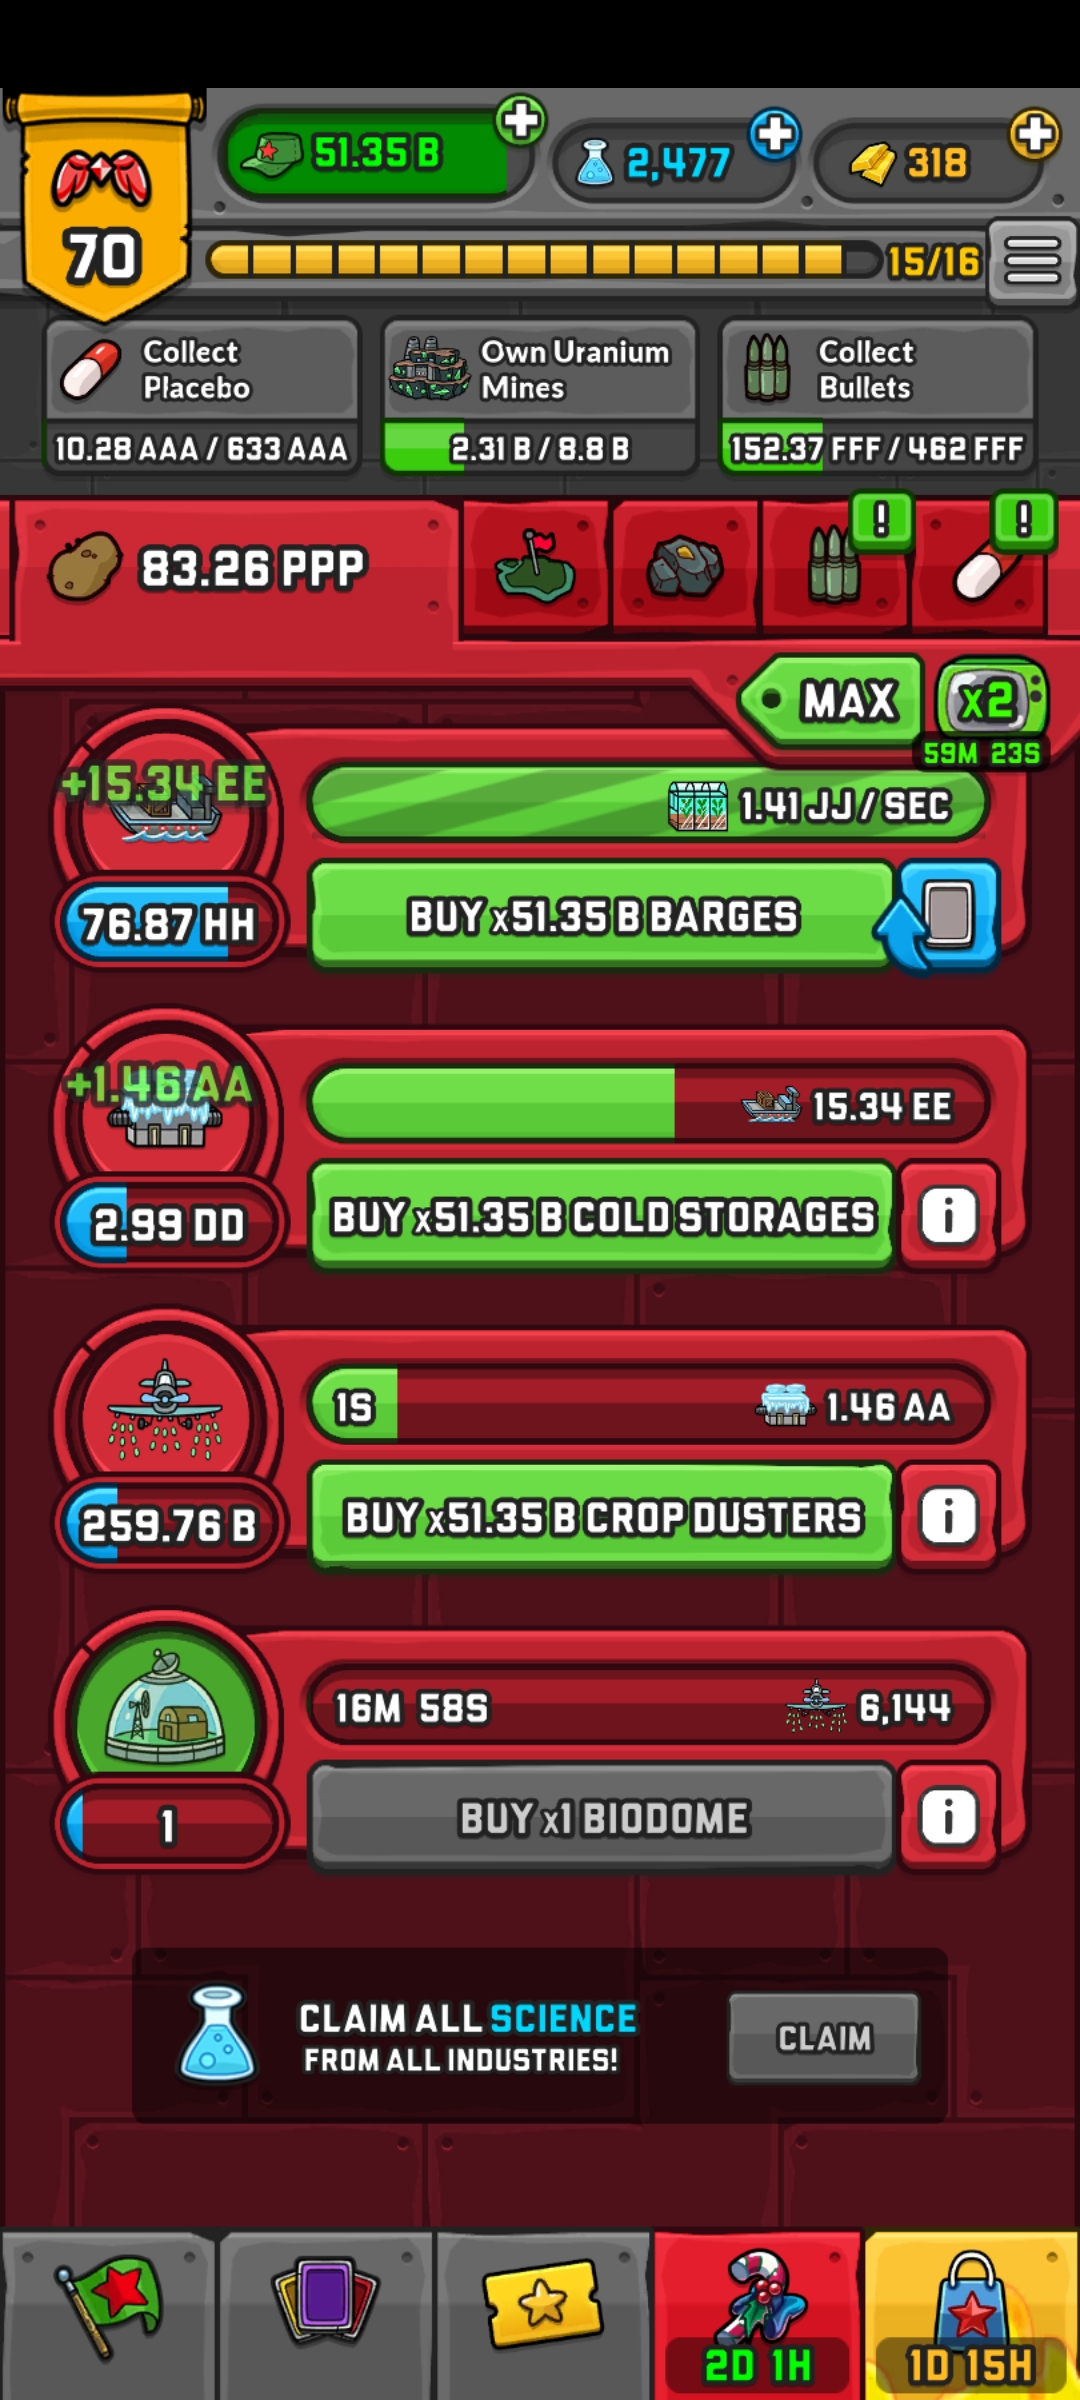 51.35 B
2,477
318
70
15/16
Collect
Placebo
10.28 AAA / 633 AAA
Own Uranium
Mines
2.31 B / 8.8 B
Collect
Bullets
152.37 FFF / 462 FFF
83.26 PPP
!
!
MAX
x2
59M 23S
+15.34 EE
1.41 JJ / SEC
76.87 HH
BUY x51.35 B BARGES
+1.46 AA
15.34 EE
2.99 DD
BUY x51.35 B COLD STORAGES
i
1S
1.46 AA
259.76 B
BUY x51.35 B CROP DUSTERS
i
16M 58S
6,144
1
BUY x1 BIODOME
i
CLAIM ALL SCIENCE
FROM ALL INDUSTRIES!
CLAIM
2D 1H
1D 15H